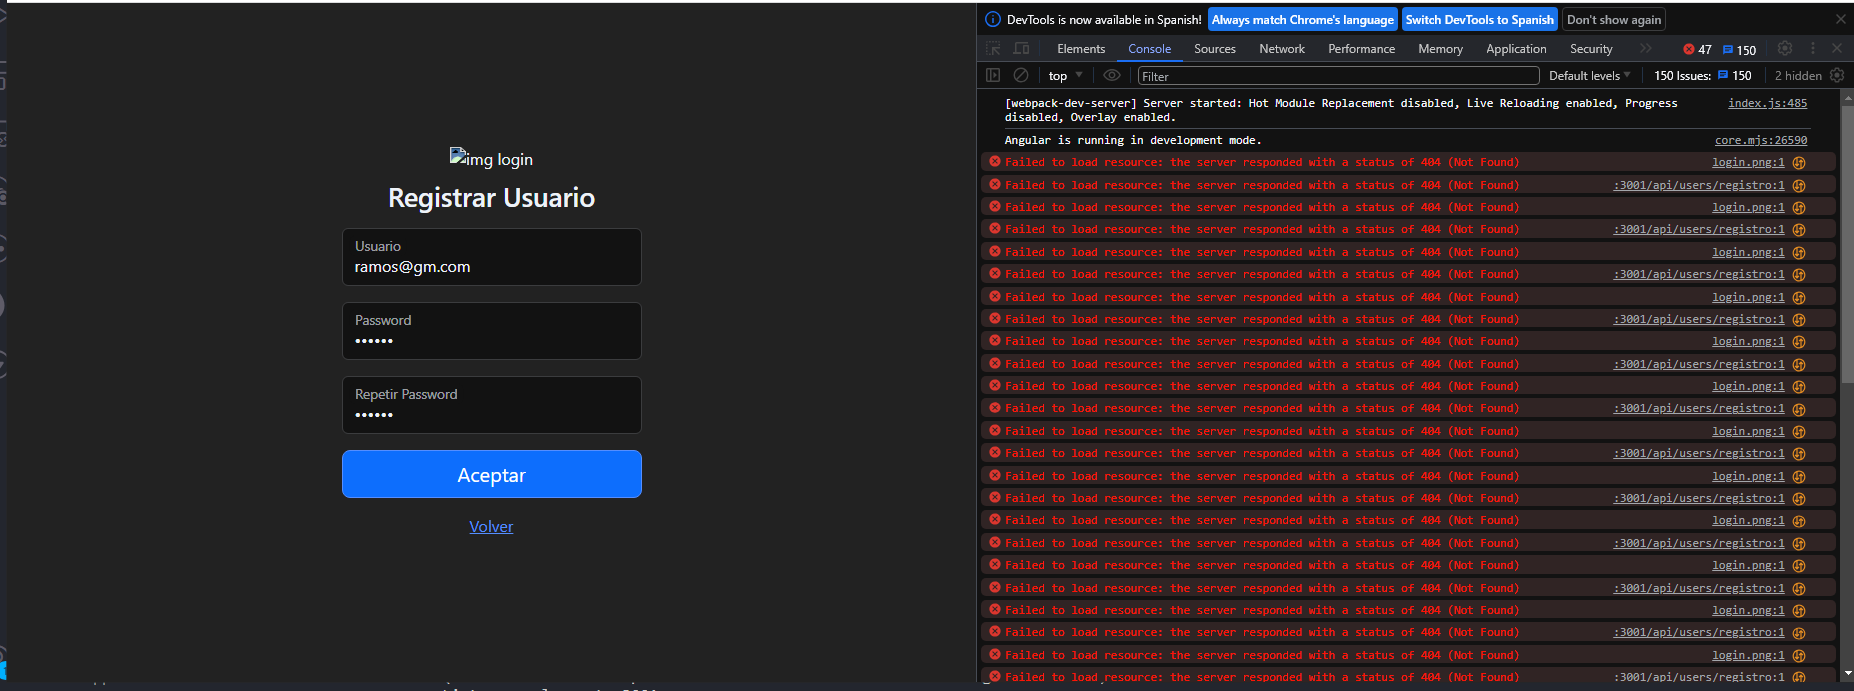 DevTools is now available in Spanish! Always match Chrome's language Switch DevTools to Spanish Don't show again
Elements Console Sources Network Performance Memory Application Security 47 150
top Filter Default levels 150 Issues: 150 2 hidden
[webpack-dev-server] Server started: Hot Module Replacement disabled, Live Reloading enabled, Progress index.js:485
disabled, Overlay enabled.
Angular is running in development mode. core.mjs:26590
Failed to load resource: the server responded with a status of 404 (Not Found) login.png:1
Failed to load resource: the server responded with a status of 404 (Not Found) :3001/api/users/registro:1
Failed to load resource: the server responded with a status of 404 (Not Found) login.png:1
Failed to load resource: the server responded with a status of 404 (Not Found) :3001/api/users/registro:1
Failed to load resource: the server responded with a status of 404 (Not Found) login.png:1
Failed to load resource: the server responded with a status of 404 (Not Found) :3001/api/users/registro:1
Failed to load resource: the server responded with a status of 404 (Not Found) login.png:1
Failed to load resource: the server responded with a status of 404 (Not Found) :3001/api/users/registro:1
Failed to load resource: the server responded with a status of 404 (Not Found) login.png:1
Failed to load resource: the server responded with a status of 404 (Not Found) :3001/api/users/registro:1
Failed to load resource: the server responded with a status of 404 (Not Found) login.png:1
Failed to load resource: the server responded with a status of 404 (Not Found) :3001/api/users/registro:1
Failed to load resource: the server responded with a status of 404 (Not Found) login.png:1
Failed to load resource: the server responded with a status of 404 (Not Found) :3001/api/users/registro:1
Failed to load resource: the server responded with a status of 404 (Not Found) login.png:1
Failed to load resource: the server responded with a status of 404 (Not Found) :3001/api/users/registro:1
Failed to load resource: the server responded with a status of 404 (Not Found) login.png:1
Failed to load resource: the server responded with a status of 404 (Not Found) :3001/api/users/registro:1
Failed to load resource: the server responded with a status of 404 (Not Found) login.png:1
Failed to load resource: the server responded with a status of 404 (Not Found) :3001/api/users/registro:1
Failed to load resource: the server responded with a status of 404 (Not Found) login.png:1
Failed to load resource: the server responded with a status of 404 (Not Found) :3001/api/users/registro:1
Failed to load resource: the server responded with a status of 404 (Not Found) login.png:1
Failed to load resource: the server responded with a status of 404 (Not Found) :3001/api/users/registro:1
img login
Registrar Usuario
Usuario
ramos@gm.com
Password
••••••
Repetir Password
••••••
Aceptar
Volver